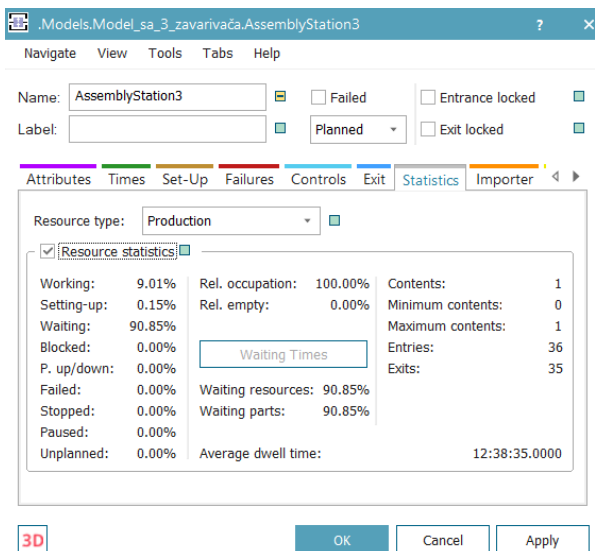 .Models.Model_sa_3_zavarivača.AssemblyStation3 ? ×
Navigate View Tools Tabs Help
Name: AssemblyStation3 Failed Entrance locked
Label: Planned Exit locked
Attributes Times Set-Up Failures Controls Exit Statistics Importer
Resource type: Production
Resource statistics
Working: 9.01% Rel. occupation: 100.00% Contents: 1
Setting-up: 0.15% Rel. empty: 0.00% Minimum contents: 0
Waiting: 90.85% Maximum contents: 1
Blocked: 0.00% Waiting Times Entries: 36
P. up/down: 0.00% Exits: 35
Failed: 0.00% Waiting resources: 90.85%
Stopped: 0.00% Waiting parts: 90.85%
Paused: 0.00%
Unplanned: 0.00% Average dwell time: 12:38:35.0000
3D OK Cancel Apply